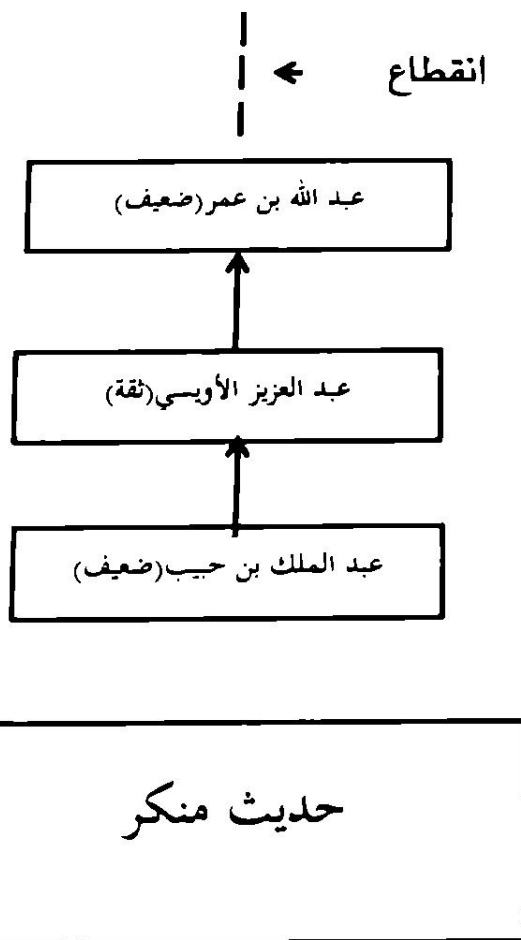 انقطاع
عبد الله بن عمر(ضعيف)
عبد العزيز الأويسي(ثقة)
عبد الملك بن حبيب(ضعيف)
حديث منكر